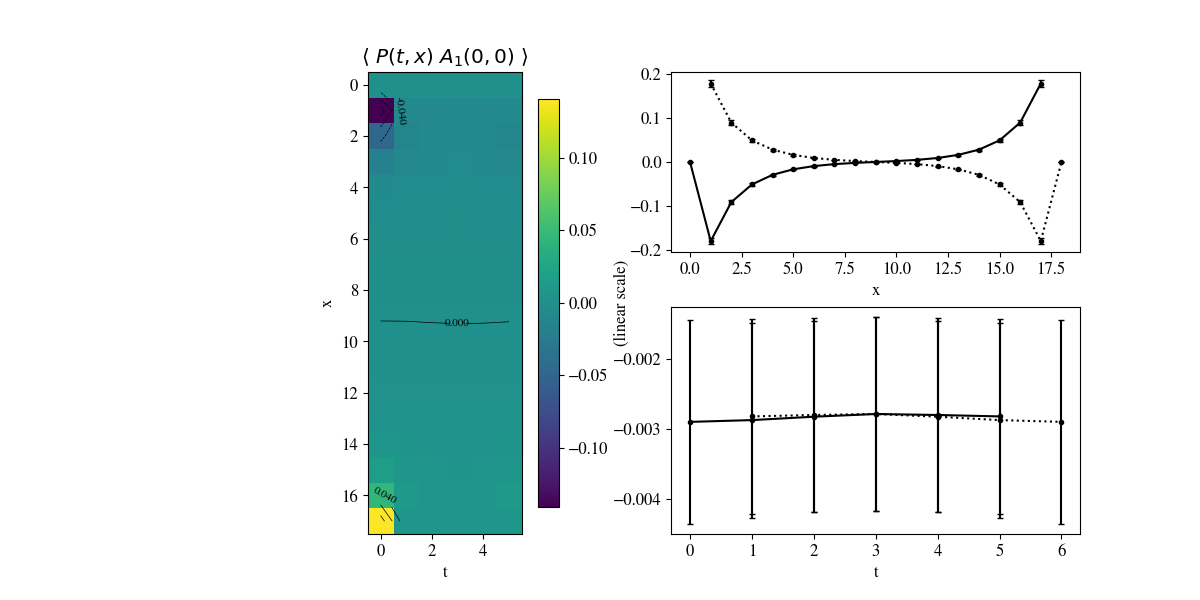 ⟨ P(t, x) A₁(0, 0) ⟩
0
2
4
6
8
10
12
14
16
x
0 2 4
t
-0.040
0.000
0.040
0.10
0.05
0.00
−0.05
−0.10
0.2
0.1
0.0
−0.1
−0.2
0.0 2.5 5.0 7.5 10.0 12.5 15.0 17.5
x
(linear scale)
−0.002
−0.003
−0.004
0 1 2 3 4 5 6
t